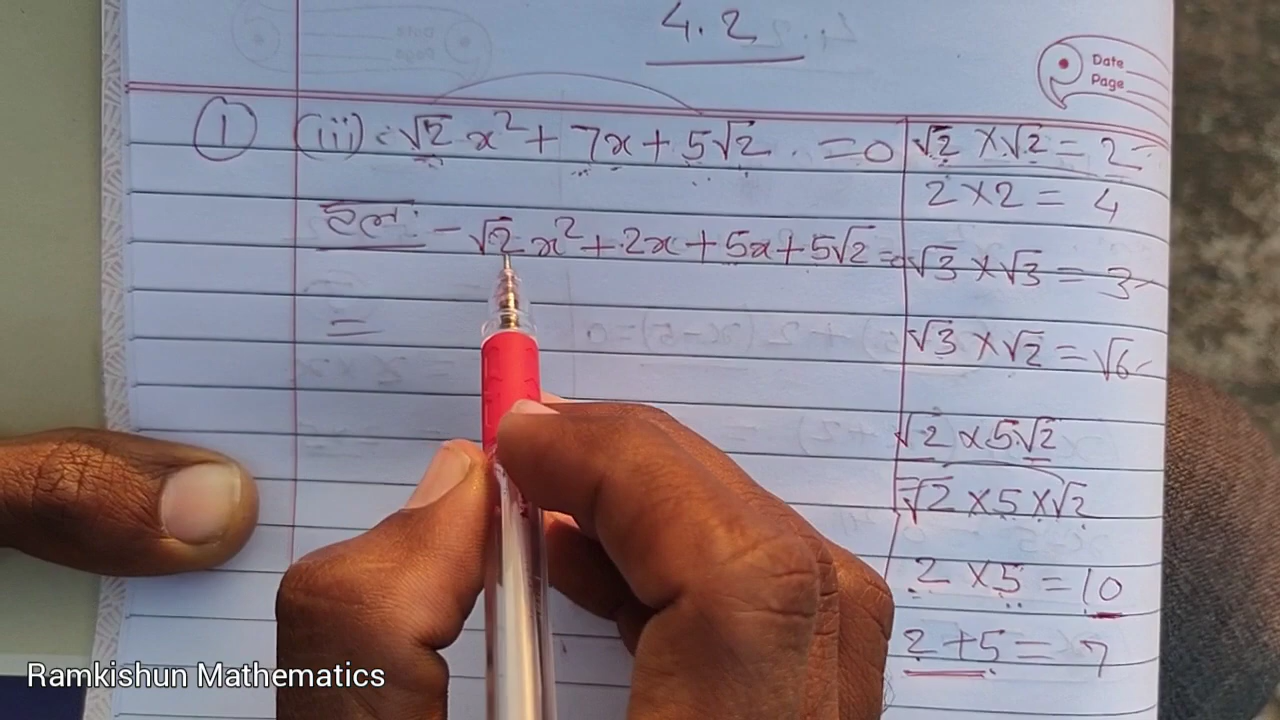 4.2
Date
Page
① (iii) √2 x² + 7x + 5√2 = 0
हल:- √2 x² + 2x + 5x + 5√2 = 0
=
√2 × √2 = 2
2 × 2 = 4
√3 × √3 = 3
√3 × √2 = √6
√2 × 5√2
= √2 × 5 × √2
2 × 5 = 10
2 + 5 = 7
Ramkishun Mathematics